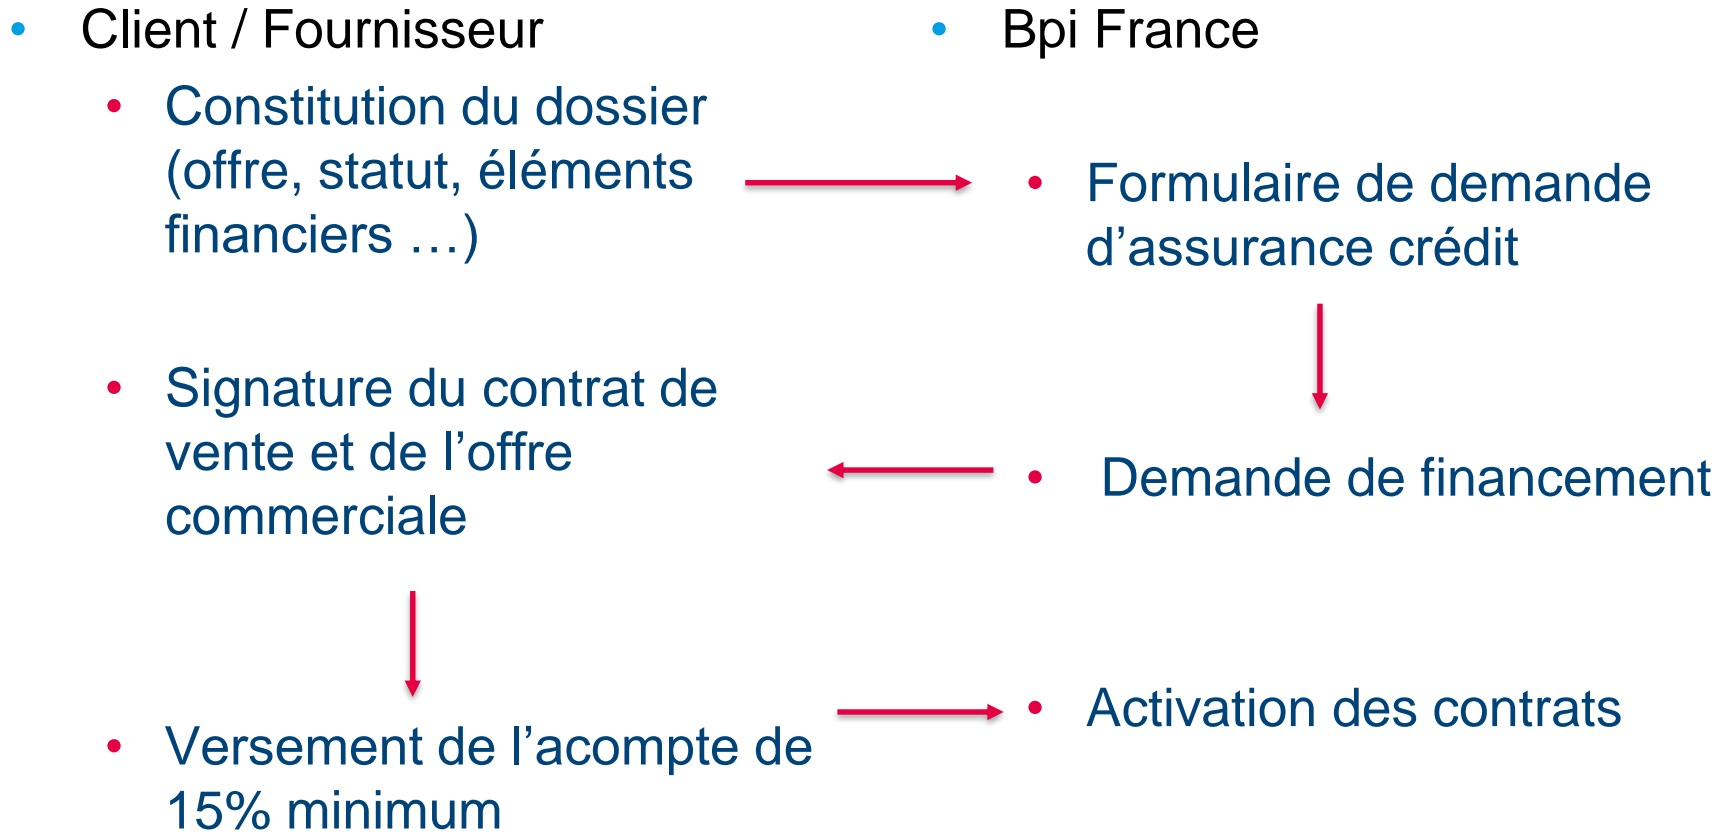 • Client / Fournisseur
• Constitution du dossier
(offre, statut, éléments
financiers …)
• Signature du contrat de
vente et de l’offre
commerciale
• Versement de l’acompte de
15% minimum
• Bpi France
• Formulaire de demande
d’assurance crédit
• Demande de financement
• Activation des contrats